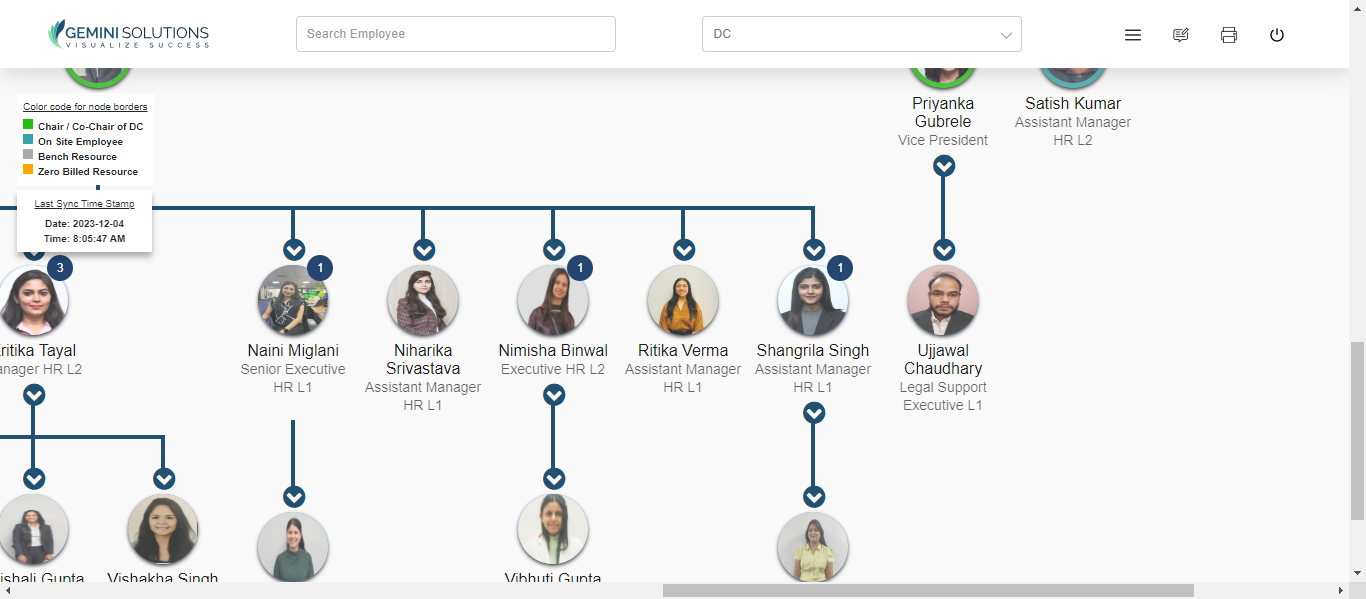 GEMINI SOLUTIONS
VISUALIZE SUCCESS
Search Employee
DC
Color code for node borders
Chair / Co-Chair of DC
On Site Employee
Bench Resource
Zero Billed Resource
Last Sync Time Stamp
Date: 2023-12-04
Time: 8:05:47 AM
Priyanka
Gubrele
Vice President
Satish Kumar
Assistant Manager
HR L2
3
ritika Tayal
anager HR L2
1
Naini Miglani
Senior Executive
HR L1
Niharika
Srivastava
Assistant Manager
HR L1
1
Nimisha Binwal
Executive HR L2
Ritika Verma
Assistant Manager
HR L1
1
Shangrila Singh
Assistant Manager
HR L1
Ujjawal
Chaudhary
Legal Support
Executive L1
ishali Gupta
Vishakha Singh
Vibhuti Gupta